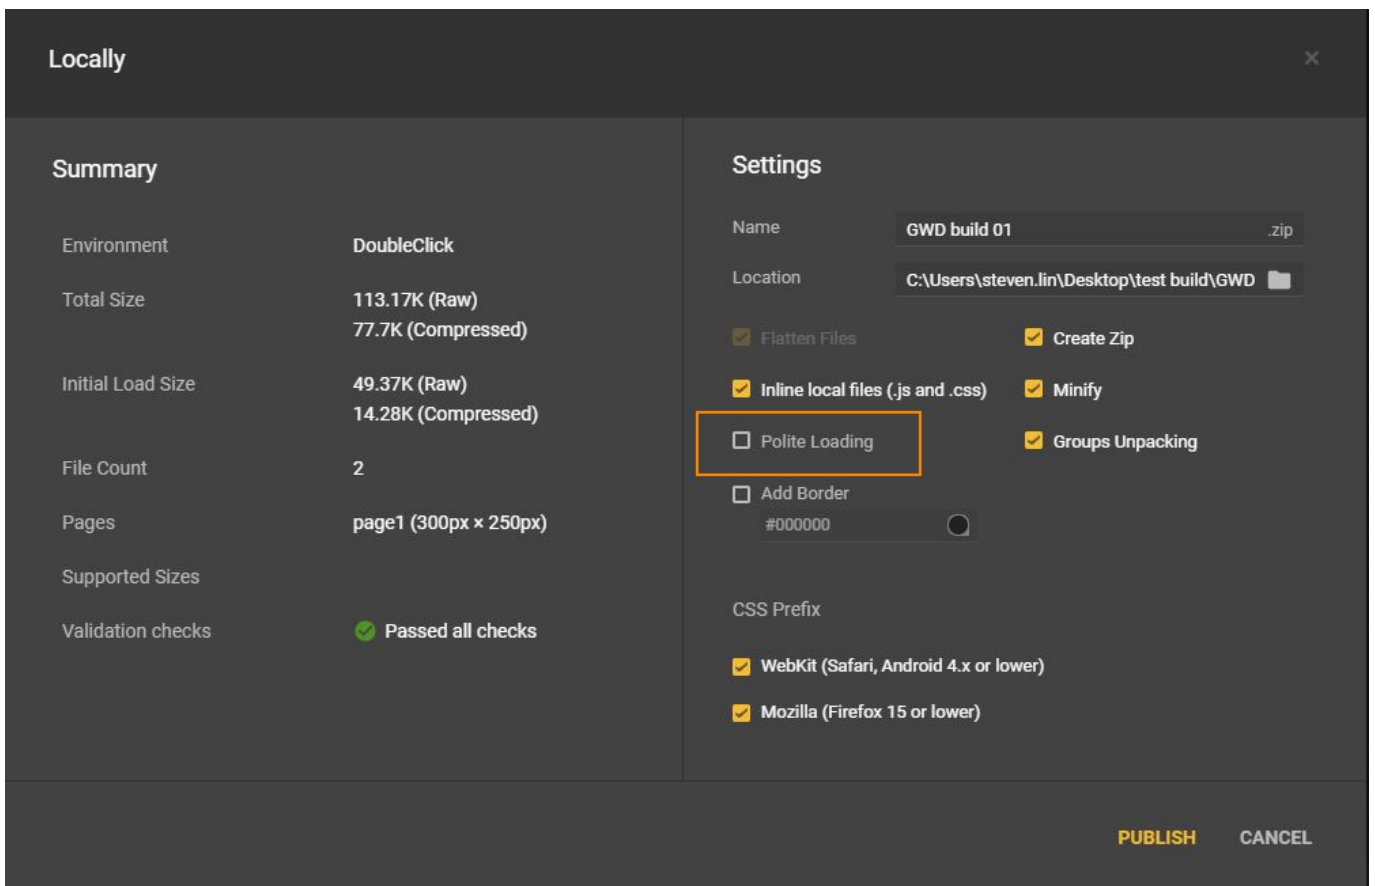 Locally
Summary
Environment DoubleClick
Total Size 113.17K (Raw)
77.7K (Compressed)
Initial Load Size 49.37K (Raw)
14.28K (Compressed)
File Count 2
Pages page1 (300px × 250px)
Supported Sizes
Validation checks Passed all checks
Settings
Name GWD build 01 .zip
Location C:\Users\steven.lin\Desktop\test build\GWD
Flatten Files Create Zip
Inline local files (.js and .css) Minify
Polite Loading Groups Unpacking
Add Border
#000000
CSS Prefix
WebKit (Safari, Android 4.x or lower)
Mozilla (Firefox 15 or lower)
PUBLISH CANCEL